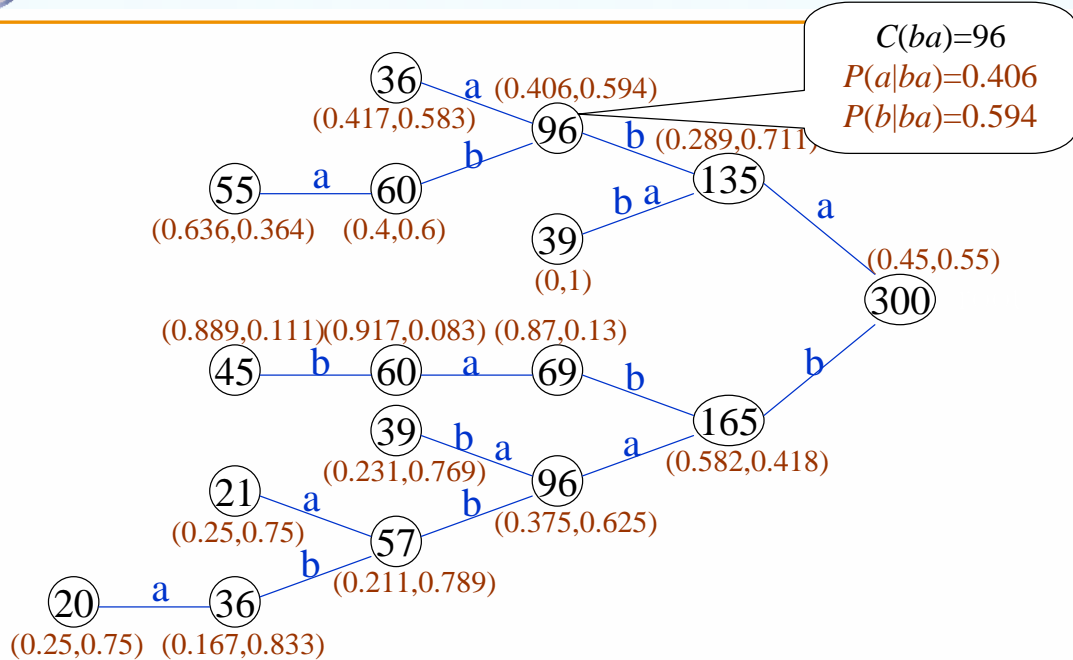 C(ba)=96
P(a|ba)=0.406
P(b|ba)=0.594
36
a
(0.406,0.594)
(0.417,0.583)
96
b
(0.289,0.711)
b
55
a
60
135
(0.636,0.364)
(0.4,0.6)
b a
a
39
(0,1)
(0.45,0.55)
300
(0.889,0.111)
(0.917,0.083)
(0.87,0.13)
45
b
60
a
69
b
b
39
b a
165
(0.231,0.769)
a
(0.582,0.418)
21
a
96
b
(0.375,0.625)
(0.25,0.75)
57
b
(0.211,0.789)
20
a
36
(0.25,0.75)
(0.167,0.833)